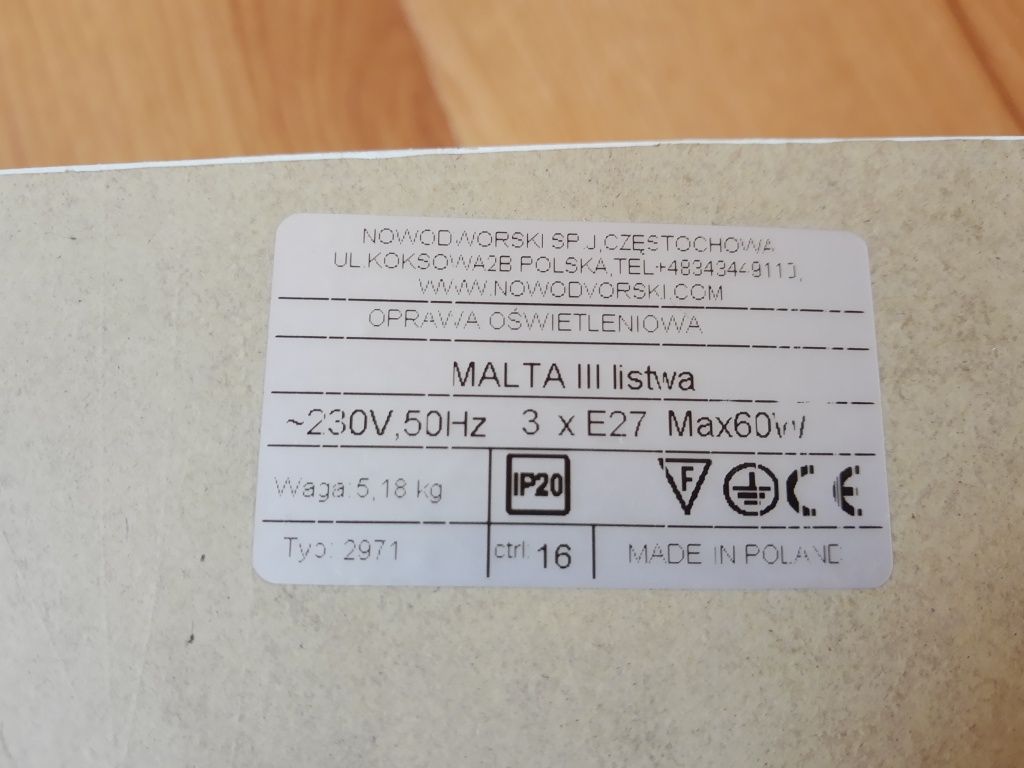 NOWODWORSKI SP.J,CZĘSTOCHOWA
UL.KOKSOWA2B POLSKA,TEL+48343449110,
WWW.NOWODVORSKI.COM
OPRAWA OŚWIETLENIOWA
MALTA III listwa
~230V,50Hz 3 x E27 Max60W
Waga: 5,18 kg IP20 F CE
Typ: 2971 ctrl: 16 MADE IN POLAND